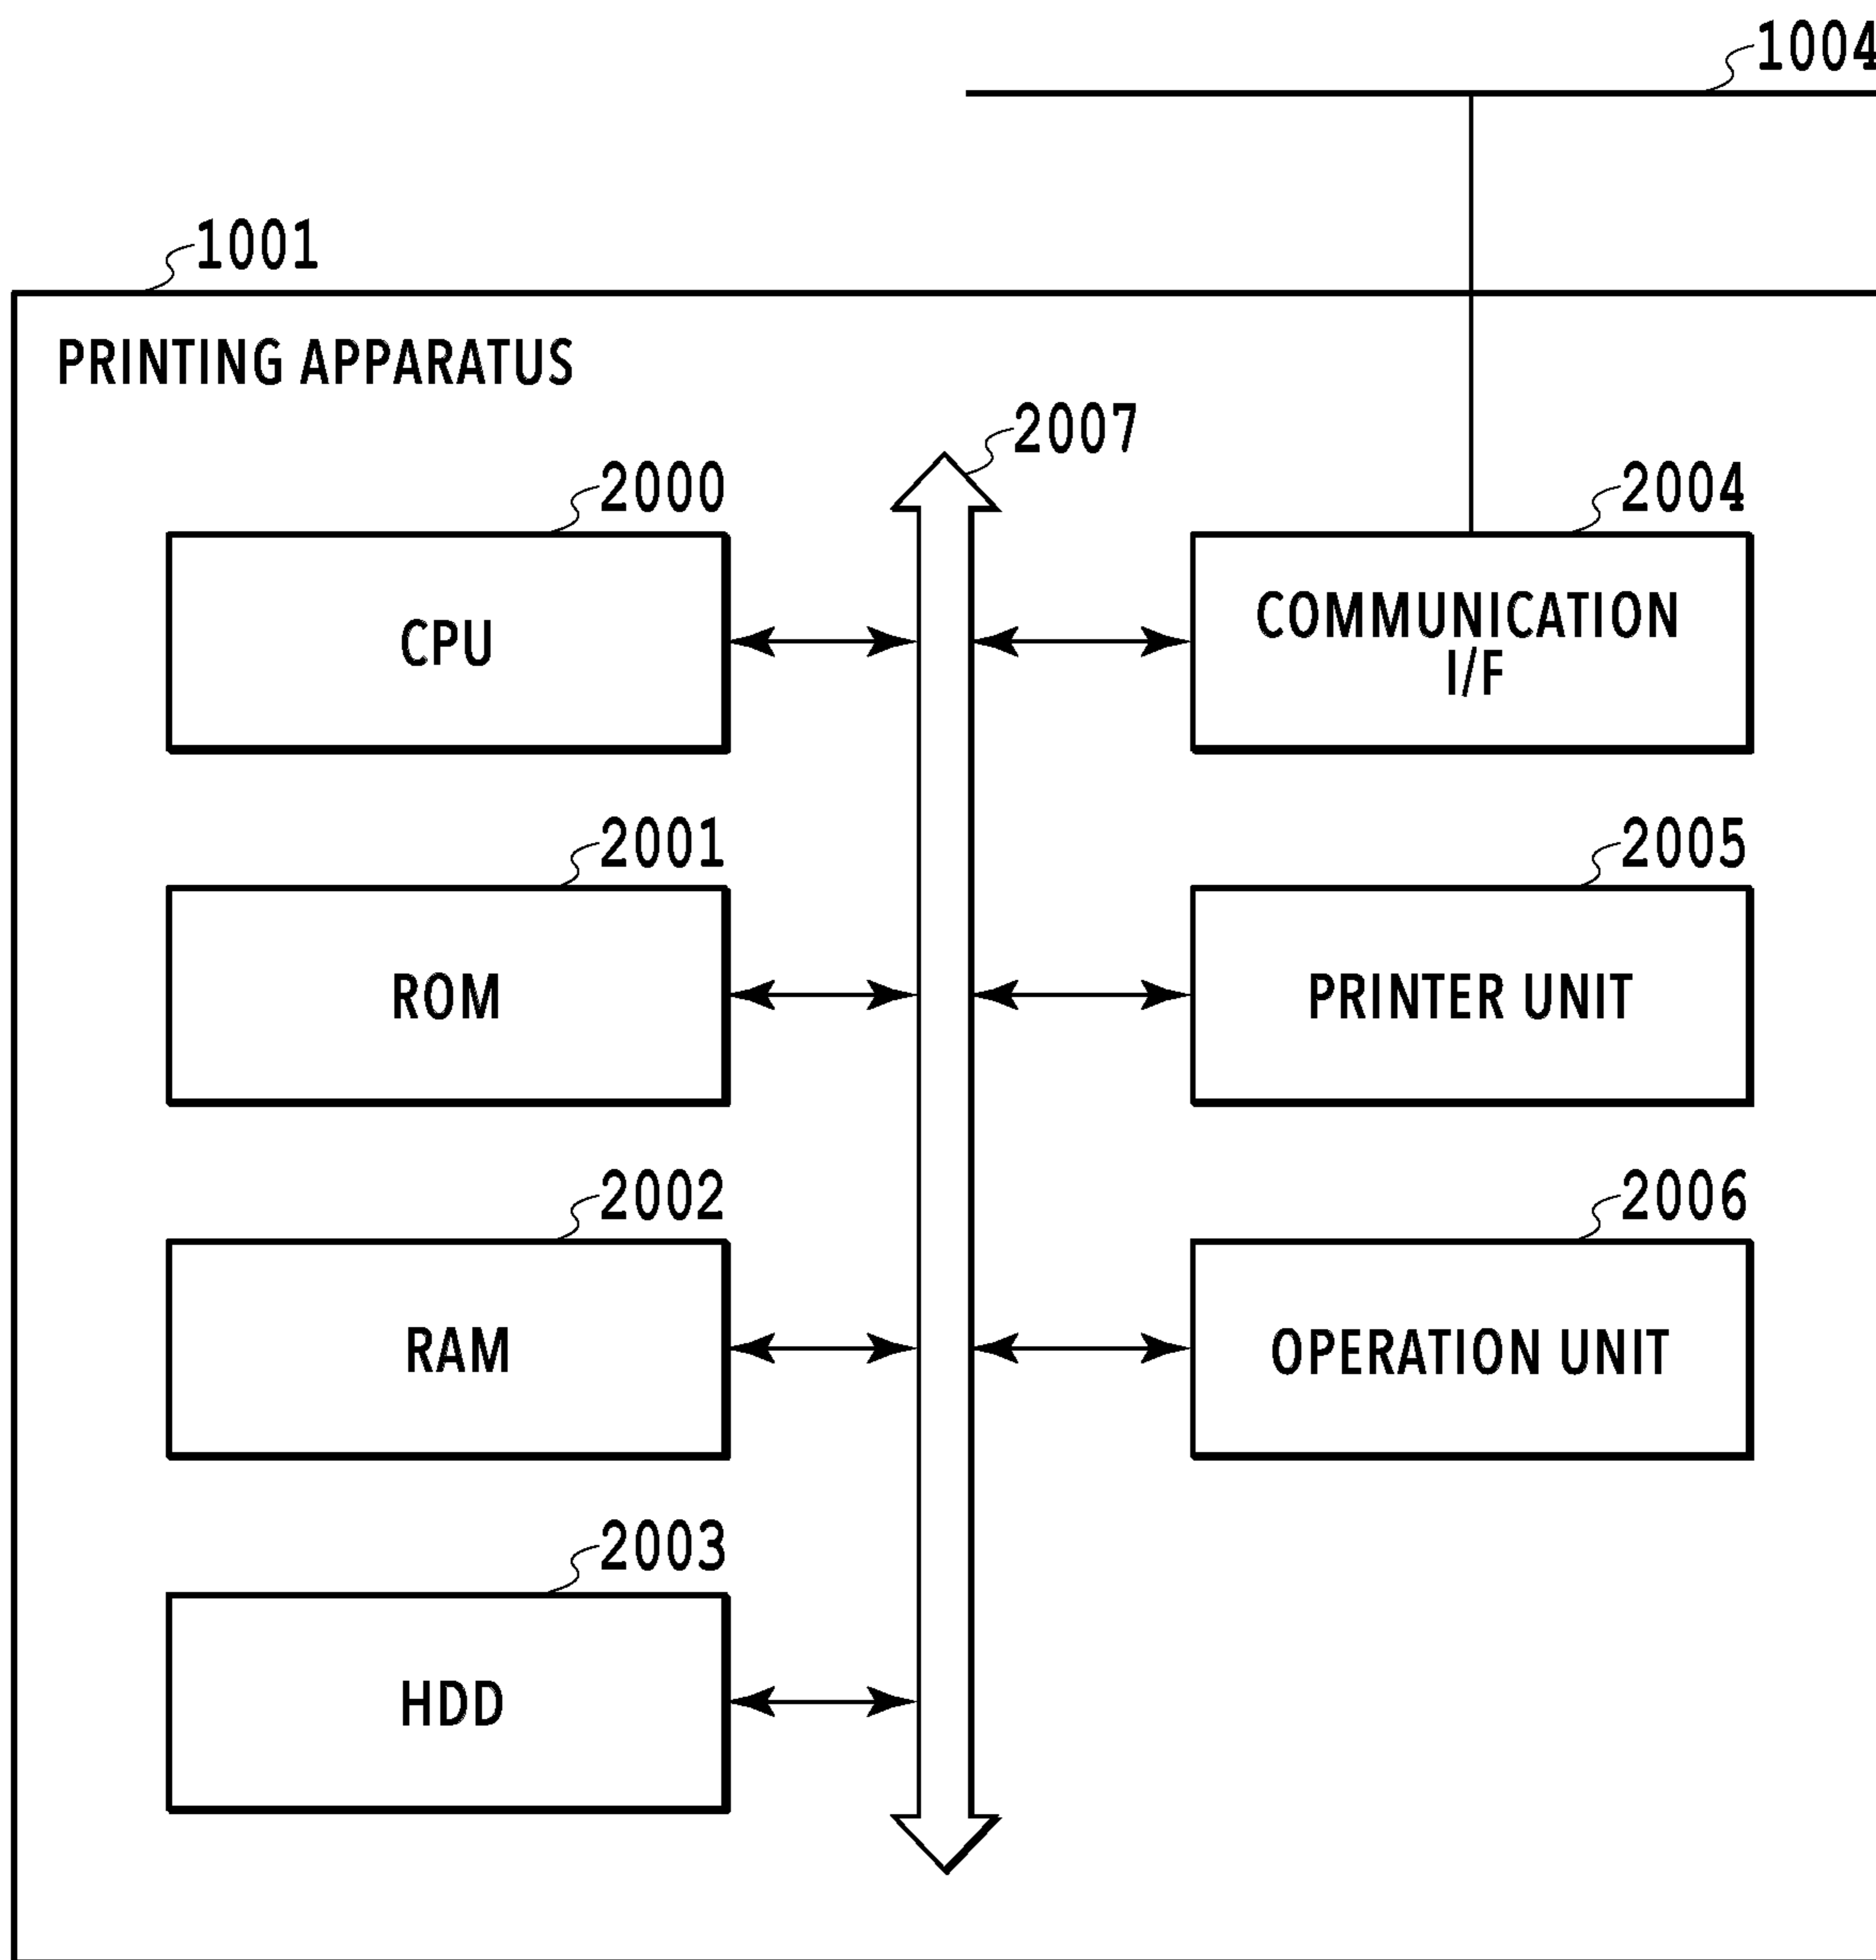 1004
1001
PRINTING APPARATUS
2007
2000
2004
CPU
COMMUNICATION
I/F
2001
2005
ROM
PRINTER UNIT
2002
2006
RAM
OPERATION UNIT
2003
HDD